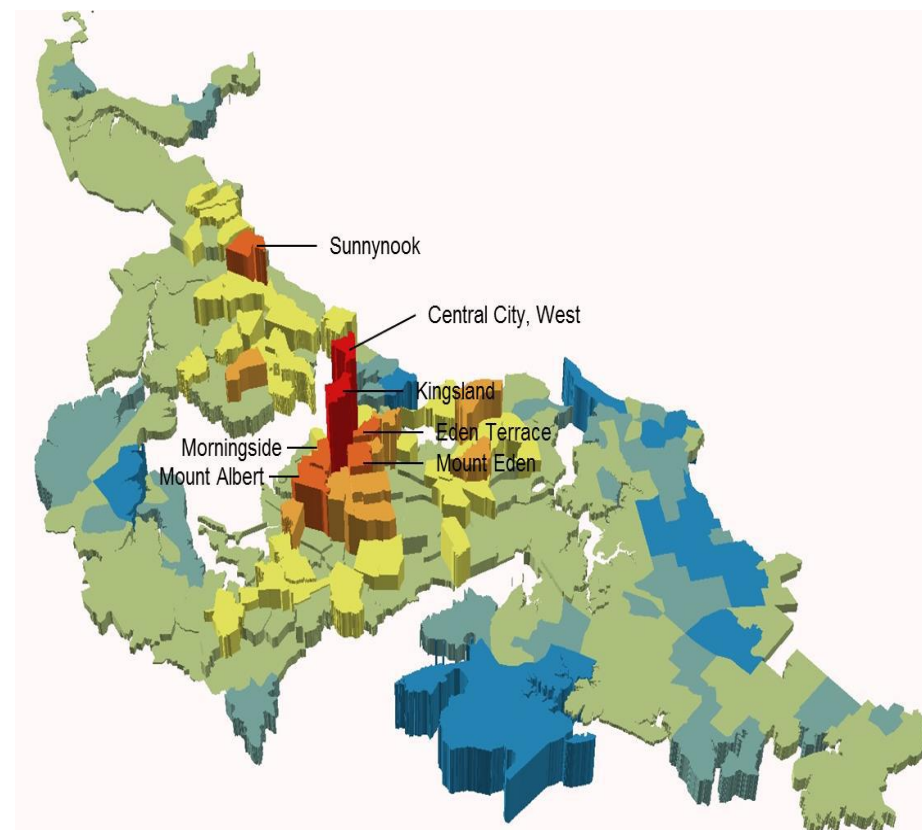 Sunnynook
Central City, West
Kingsland
Eden Terrace
Morningside
Mount Eden
Mount Albert